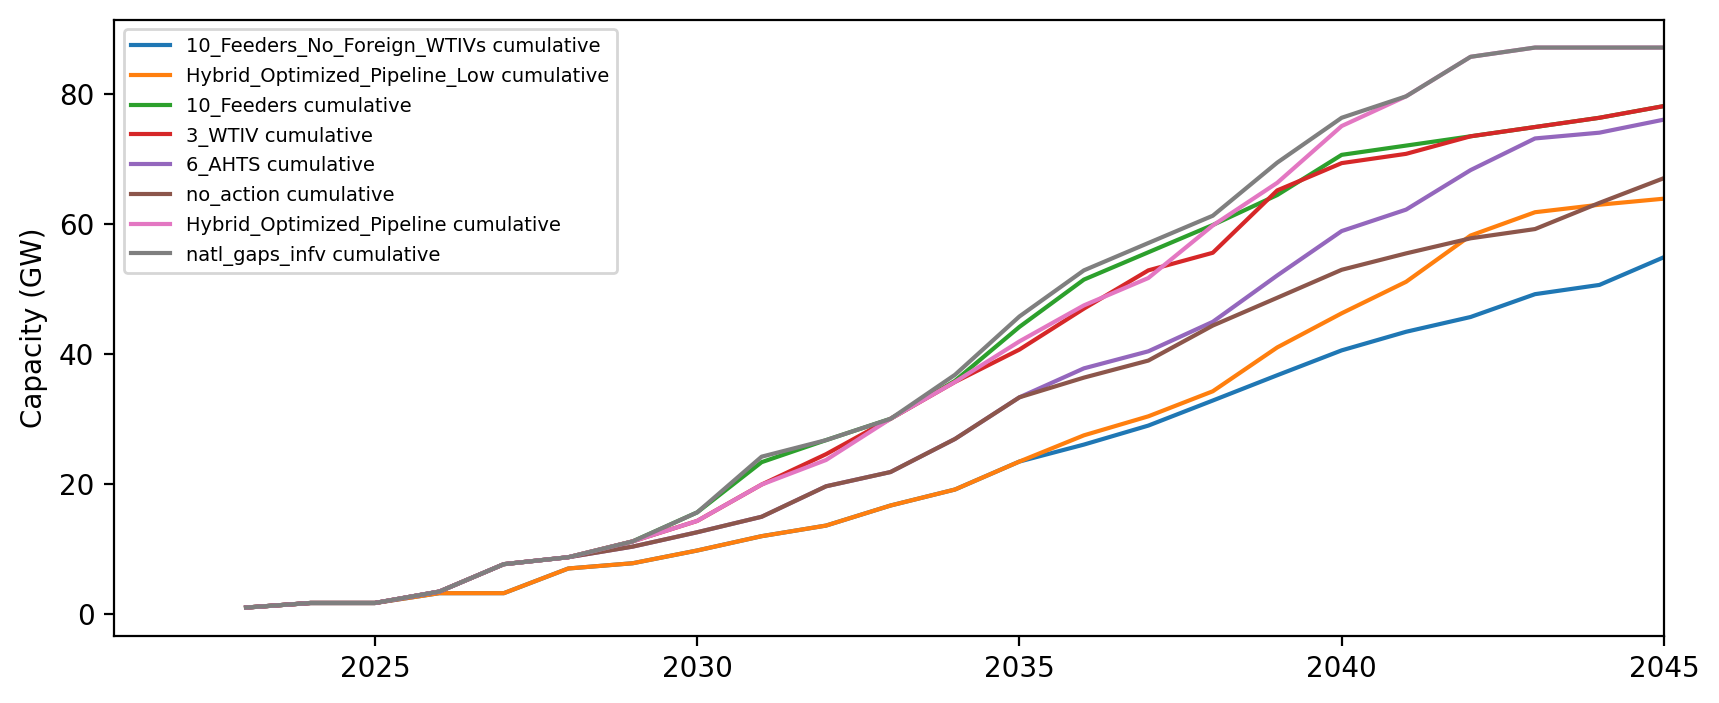 10_Feeders_No_Foreign_WTIVs cumulative
Hybrid_Optimized_Pipeline_Low cumulative
10_Feeders cumulative
3_WTIV cumulative
6_AHTS cumulative
no_action cumulative
Hybrid_Optimized_Pipeline cumulative
natl_gaps_infv cumulative
Capacity (GW)
80
60
40
20
0
2025 2030 2035 2040 2045